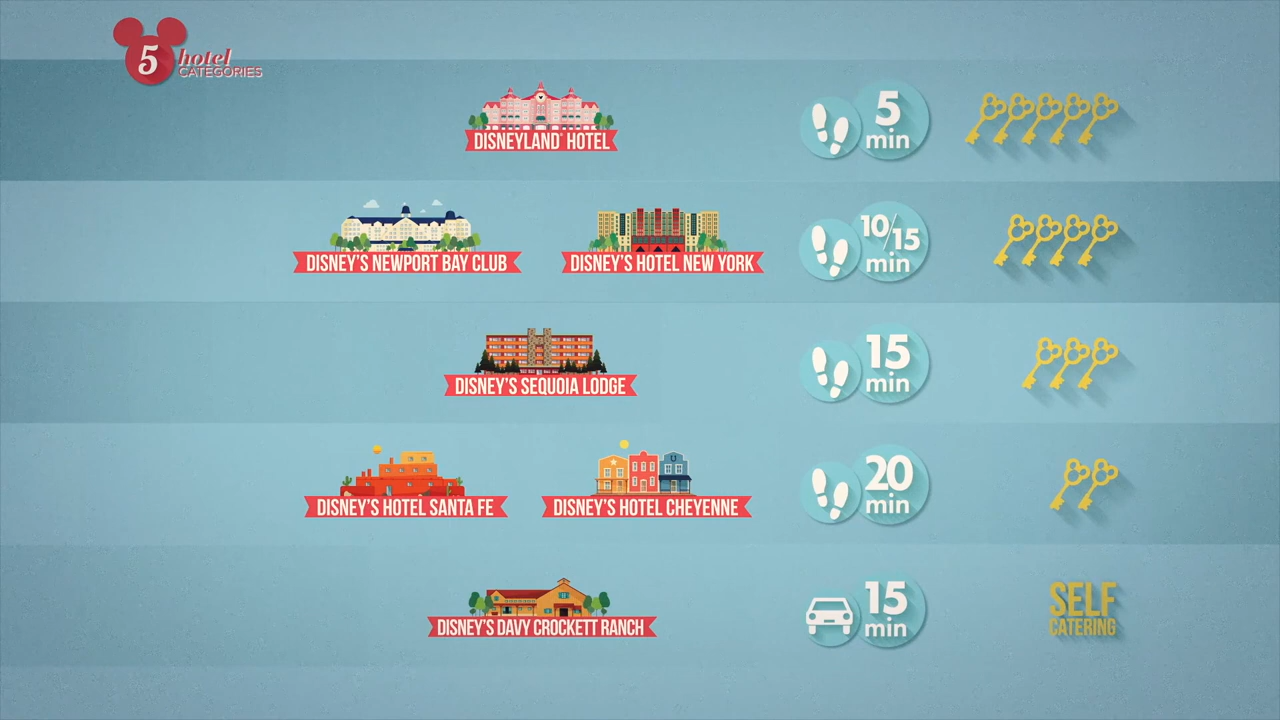 5 hotel
CATEGORIES
DISNEYLAND® HOTEL
5
min
DISNEY'S NEWPORT BAY CLUB
DISNEY'S HOTEL NEW YORK
10/15
min
DISNEY'S SEQUOIA LODGE
15
min
DISNEY'S HOTEL SANTA FE
DISNEY'S HOTEL CHEYENNE
20
min
DISNEY'S DAVY CROCKETT RANCH
15
min
SELF
CATERING